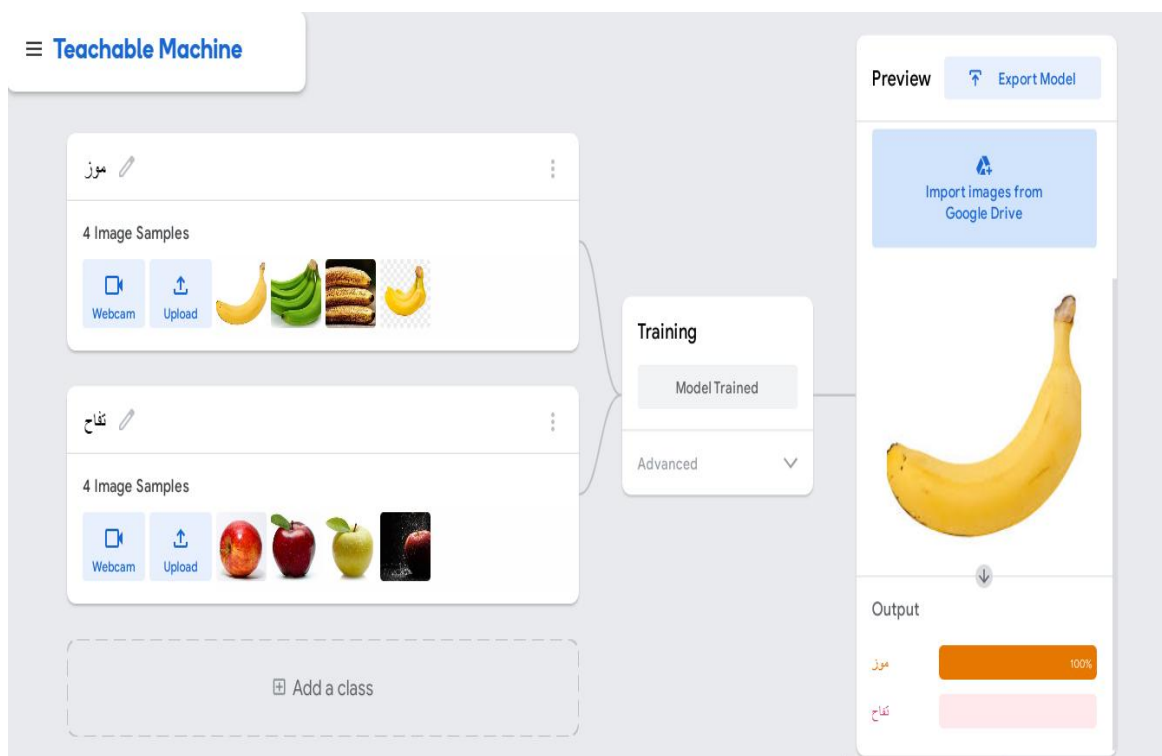 Teachable Machine
موز
4 Image Samples
Webcam
Upload
تفاح
4 Image Samples
Webcam
Upload
Add a class
Training
Model Trained
Advanced
Preview
Export Model
Import images from
Google Drive
Output
موز
100%
تفاح